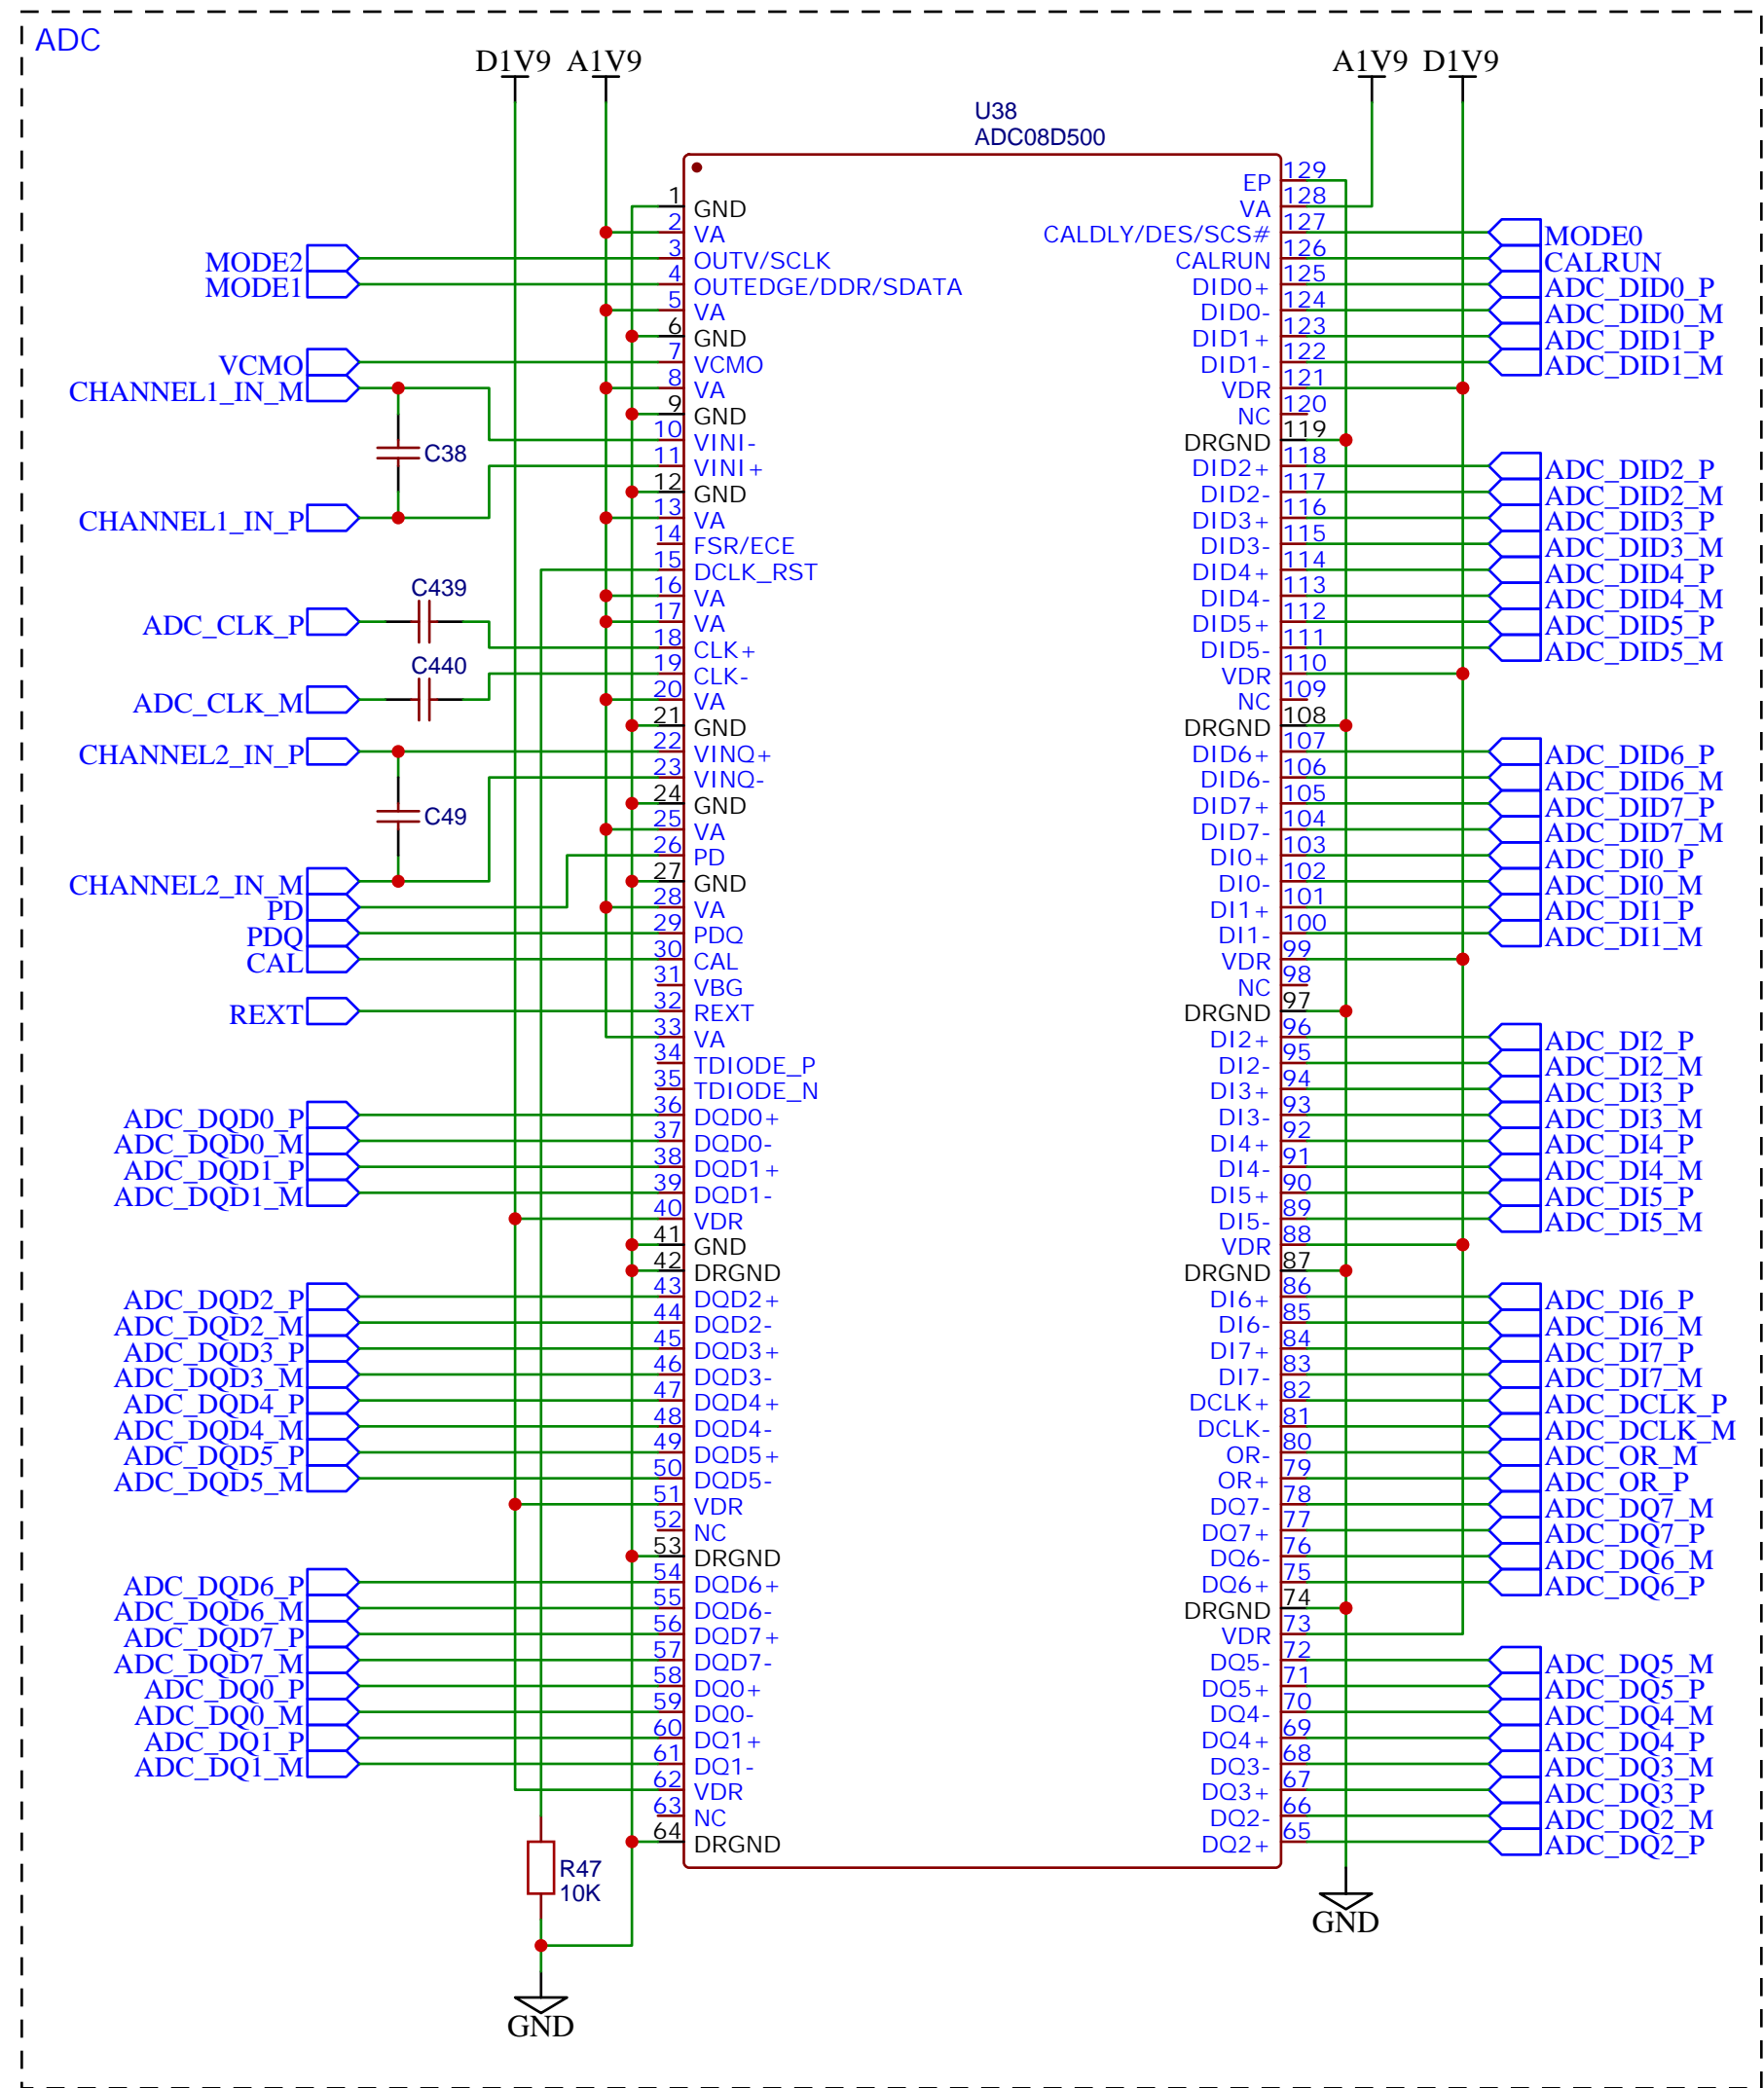 ADC
D1V9 A1V9
A1V9 D1V9
U38
ADC08D500
MODE2
MODE1
VCMO
CHANNEL1_IN_M
C38
CHANNEL1_IN_P
C439
ADC_CLK_P
C440
ADC_CLK_M
CHANNEL2_IN_P
C49
CHANNEL2_IN_M
PD
PDQ
CAL
REXT
ADC_DQD0_P
ADC_DQD0_M
ADC_DQD1_P
ADC_DQD1_M
ADC_DQD2_P
ADC_DQD2_M
ADC_DQD3_P
ADC_DQD3_M
ADC_DQD4_P
ADC_DQD4_M
ADC_DQD5_P
ADC_DQD5_M
ADC_DQD6_P
ADC_DQD6_M
ADC_DQD7_P
ADC_DQD7_M
ADC_DQ0_P
ADC_DQ0_M
ADC_DQ1_P
ADC_DQ1_M
R47
10K
GND
1 GND
2 VA
3 OUTV/SCLK
4 OUTEDGE/DDR/SDATA
5 VA
6 GND
7 VCMO
8 VA
9 GND
10 VINI-
11 VINI+
12 GND
13 VA
14 FSR/ECE
15 DCLK_RST
16 VA
17 VA
18 CLK+
19 CLK-
20 VA
21 GND
22 VINQ+
23 VINQ-
24 GND
25 VA
26 PD
27 GND
28 VA
29 PDQ
30 CAL
31 VBG
32 REXT
33 VA
34 TDIODE_P
35 TDIODE_N
36 DQD0+
37 DQD0-
38 DQD1+
39 DQD1-
40 VDR
41 GND
42 DRGND
43 DQD2+
44 DQD2-
45 DQD3+
46 DQD3-
47 DQD4+
48 DQD4-
49 DQD5+
50 DQD5-
51 VDR
52 NC
53 DRGND
54 DQD6+
55 DQD6-
56 DQD7+
57 DQD7-
58 DQ0+
59 DQ0-
60 DQ1+
61 DQ1-
62 VDR
63 NC
64 DRGND
EP 129
VA 128
CALDLY/DES/SCS# 127
CALRUN 126
DID0+ 125
DID0- 124
DID1+ 123
DID1- 122
VDR 121
NC 120
DRGND 119
DID2+ 118
DID2- 117
DID3+ 116
DID3- 115
DID4+ 114
DID4- 113
DID5+ 112
DID5- 111
VDR 110
NC 109
DRGND 108
DID6+ 107
DID6- 106
DID7+ 105
DID7- 104
DI0+ 103
DI0- 102
DI1+ 101
DI1- 100
VDR 99
NC 98
DRGND 97
DI2+ 96
DI2- 95
DI3+ 94
DI3- 93
DI4+ 92
DI4- 91
DI5+ 90
DI5- 89
VDR 88
DRGND 87
DI6+ 86
DI6- 85
DI7+ 84
DI7- 83
DCLK+ 82
DCLK- 81
OR- 80
OR+ 79
DQ7- 78
DQ7+ 77
DQ6- 76
DQ6+ 75
DRGND 74
VDR 73
DQ5- 72
DQ5+ 71
DQ4- 70
DQ4+ 69
DQ3- 68
DQ3+ 67
DQ2- 66
DQ2+ 65
MODE0
CALRUN
ADC_DID0_P
ADC_DID0_M
ADC_DID1_P
ADC_DID1_M
ADC_DID2_P
ADC_DID2_M
ADC_DID3_P
ADC_DID3_M
ADC_DID4_P
ADC_DID4_M
ADC_DID5_P
ADC_DID5_M
ADC_DID6_P
ADC_DID6_M
ADC_DID7_P
ADC_DID7_M
ADC_DI0_P
ADC_DI0_M
ADC_DI1_P
ADC_DI1_M
ADC_DI2_P
ADC_DI2_M
ADC_DI3_P
ADC_DI3_M
ADC_DI4_P
ADC_DI4_M
ADC_DI5_P
ADC_DI5_M
ADC_DI6_P
ADC_DI6_M
ADC_DI7_P
ADC_DI7_M
ADC_DCLK_P
ADC_DCLK_M
ADC_OR_M
ADC_OR_P
ADC_DQ7_M
ADC_DQ7_P
ADC_DQ6_M
ADC_DQ6_P
ADC_DQ5_M
ADC_DQ5_P
ADC_DQ4_M
ADC_DQ4_P
ADC_DQ3_M
ADC_DQ3_P
ADC_DQ2_M
ADC_DQ2_P
GND